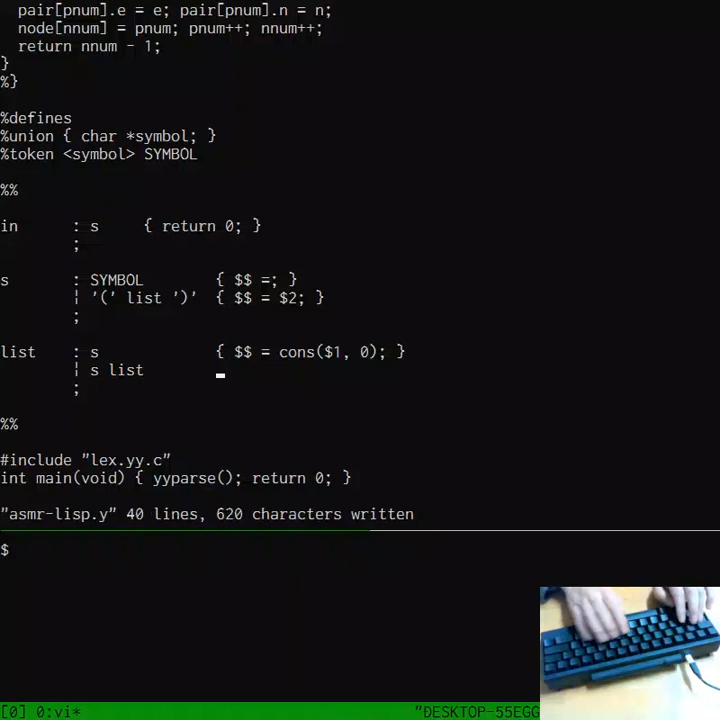 pair[pnum].e = e; pair[pnum].n = n;
node[nnum] = pnum; pnum++; nnum++;
return nnum - 1;
}
%}
%defines
%union { char *symbol; }
%token <symbol> SYMBOL
%%
in : s { return 0; }
;
s : SYMBOL { $$ =; }
¦ '(' list ')' { $$ = $2; }
;
list : s { $$ = cons($1, 0); }
¦ s list
;
%%
#include "lex.yy.c"
int main(void) { yyparse(); return 0; }
"asmr-lisp.y" 40 lines, 620 characters written
$
[0] 0:vi* "DESKTOP-55EGG